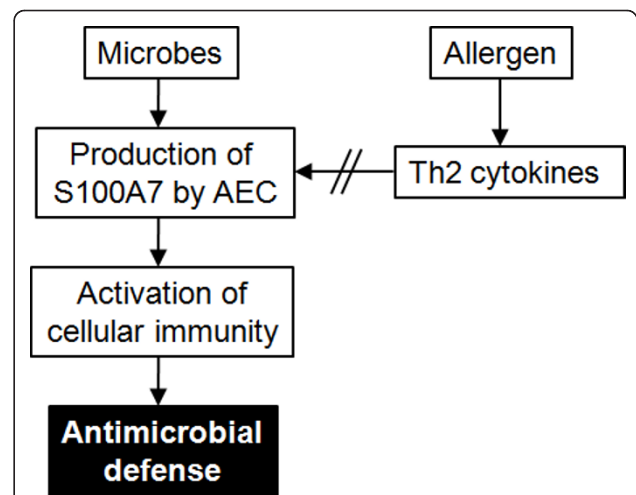 Microbes
Allergen
Production of
S100A7 by AEC
Th2 cytokines
Activation of
cellular immunity
Antimicrobial
defense